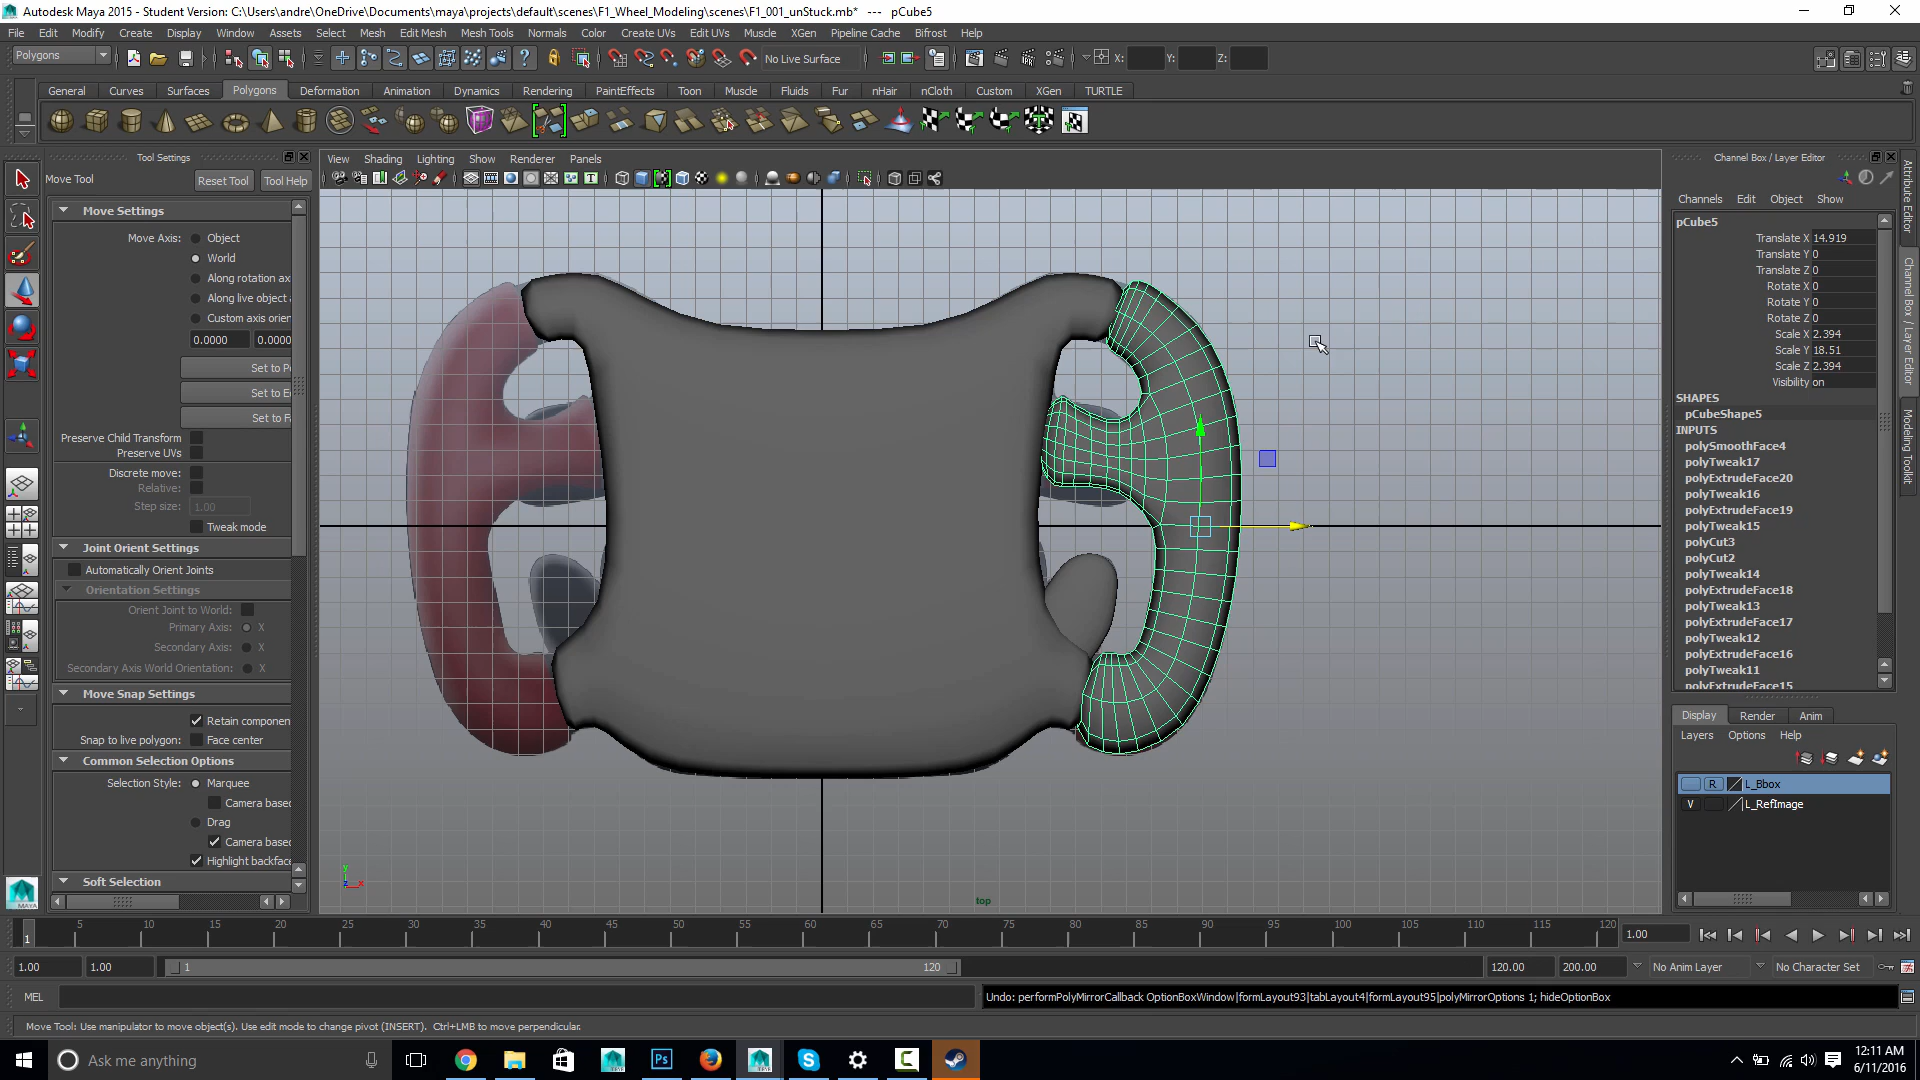 Autodesk Maya 2015 - Student Version: C:\Users\andre\OneDrive\Documents\maya\projects\default\scenes\F1_Wheel_Modeling\scenes\F1_001_unStuck.mb* --- pCube5
File Edit Modify Create Display Window Assets Select Mesh Edit Mesh Mesh Tools Normals Color Create UVs Edit UVs Muscle XGen Pipeline Cache Bifrost Help
Polygons No Live Surface X: Y: Z:
General Curves Surfaces Polygons Deformation Animation Dynamics Rendering PaintEffects Toon Muscle Fluids Fur nHair nCloth Custom XGen TURTLE
Tool Settings
Move Tool Reset Tool Tool Help
Move Settings
Move Axis: Object
World
Along rotation ax
Along live object
Custom axis orien
0.0000 0.0000
Set to P
Set to E
Set to F
Preserve Child Transform
Preserve UVs
Discrete move:
Relative:
Step size: 1.00
Tweak mode
Joint Orient Settings
Automatically Orient Joints
Orientation Settings
Orient Joint to World:
Primary Axis: X
Secondary Axis: X
Secondary Axis World Orientation: X
Move Snap Settings
Retain componen
Snap to live polygon: Face center
Common Selection Options
Selection Style: Marquee
Camera based
Drag
Camera based
Highlight backface
Soft Selection
View Shading Lighting Show Renderer Panels
y
z x
top
Channel Box / Layer Editor
Channels Edit Object Show
pCube5
Translate X 14.919
Translate Y 0
Translate Z 0
Rotate X 0
Rotate Y 0
Rotate Z 0
Scale X 2.394
Scale Y 18.51
Scale Z 2.394
Visibility on
SHAPES
pCubeShape5
INPUTS
polySmoothFace4
polyTweak17
polyExtrudeFace20
polyTweak16
polyExtrudeFace19
polyTweak15
polyCut3
polyCut2
polyTweak14
polyExtrudeFace18
polyTweak13
polyExtrudeFace17
polyTweak12
polyExtrudeFace16
polyTweak11
polyExtrudeFace15
Display Render Anim
Layers Options Help
R L_Bbox
V L_RefImage
Attribute Editor
Channel Box / Layer Editor
Modeling Toolkit
1 5 10 15 20 25 30 35 40 45 50 55 60 65 70 75 80 85 90 95 100 105 110 115 120 1.00
1.00 1.00 1 120 120.00 200.00 No Anim Layer No Character Set
MEL Undo: performPolyMirrorCallback OptionBoxWindow|formLayout93|tabLayout4|formLayout95|polyMirrorOptions 1; hideOptionBox
Move Tool: Use manipulator to move object(s). Use edit mode to change pivot (INSERT). Ctrl+LMB to move perpendicular.
Ask me anything
12:11 AM
6/11/2016